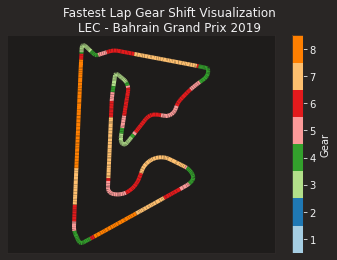 Fastest Lap Gear Shift Visualization
LEC - Bahrain Grand Prix 2019
8
7
6
5
4
3
2
1
Gear